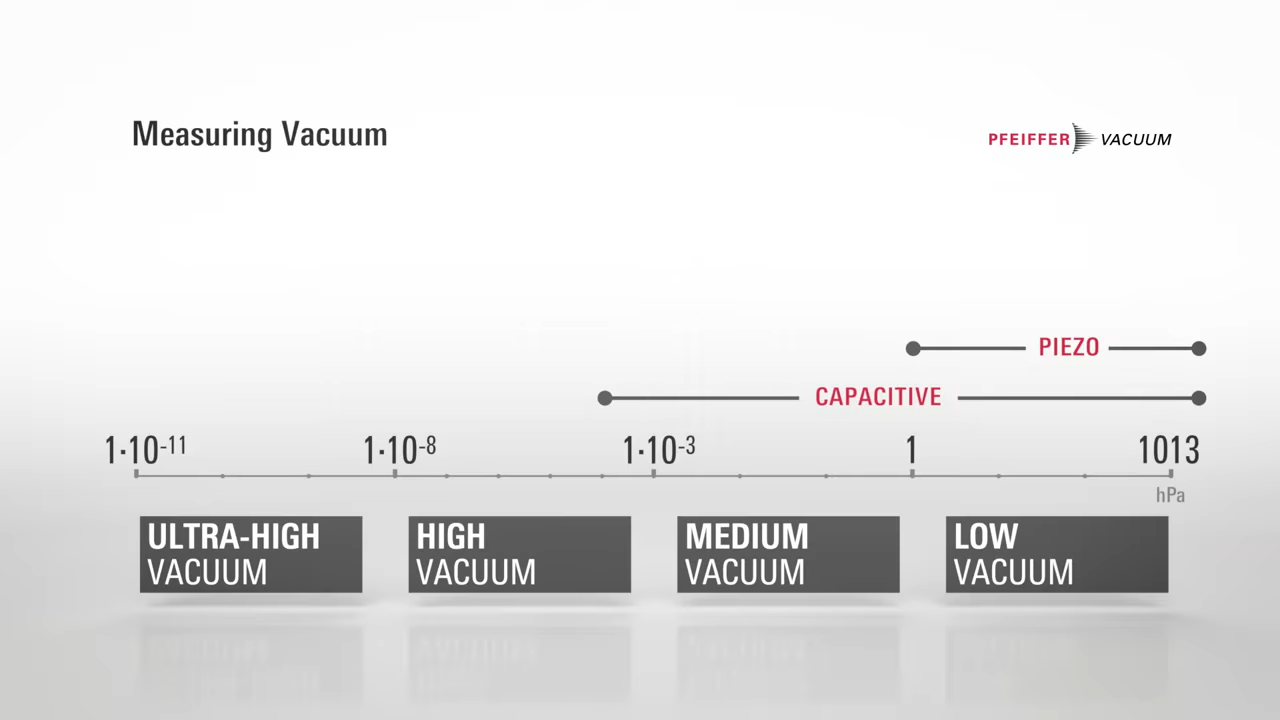 Measuring Vacuum
PFEIFFER VACUUM
PIEZO
CAPACITIVE
1·10⁻¹¹ 1·10⁻⁸ 1·10⁻³ 1 1013
hPa
ULTRA-HIGH
VACUUM
HIGH
VACUUM
MEDIUM
VACUUM
LOW
VACUUM